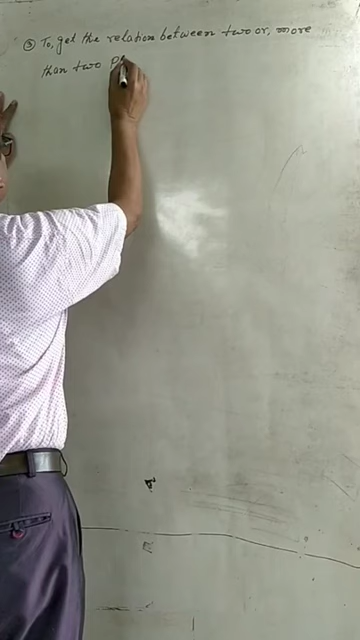 ③ To, get the relation between two or, more
than two P